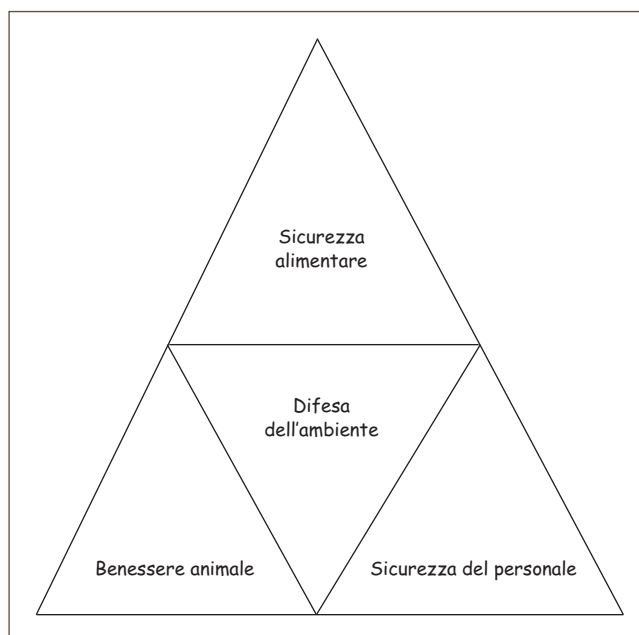 Sicurezza
alimentare
Difesa
dell'ambiente
Benessere animale
Sicurezza del personale